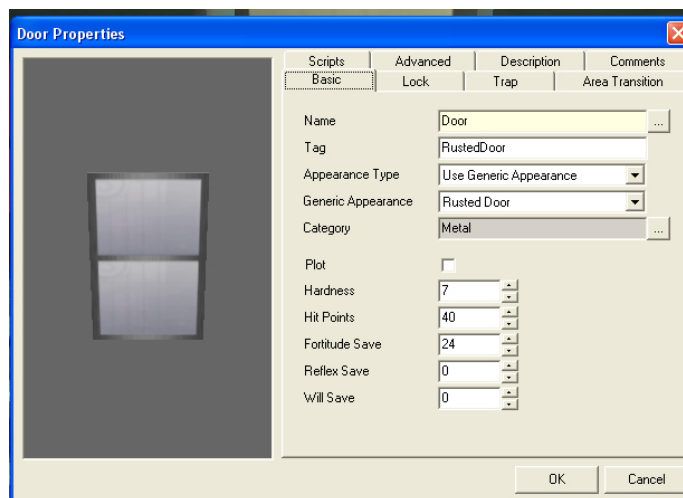 Door Properties
Scripts Advanced Description Comments
Basic Lock Trap Area Transition
Name Door ...
Tag RustedDoor
Appearance Type Use Generic Appearance
Generic Appearance Rusted Door
Category Metal ...
Plot
Hardness 7
Hit Points 40
Fortitude Save 24
Reflex Save 0
Will Save 0
OK Cancel